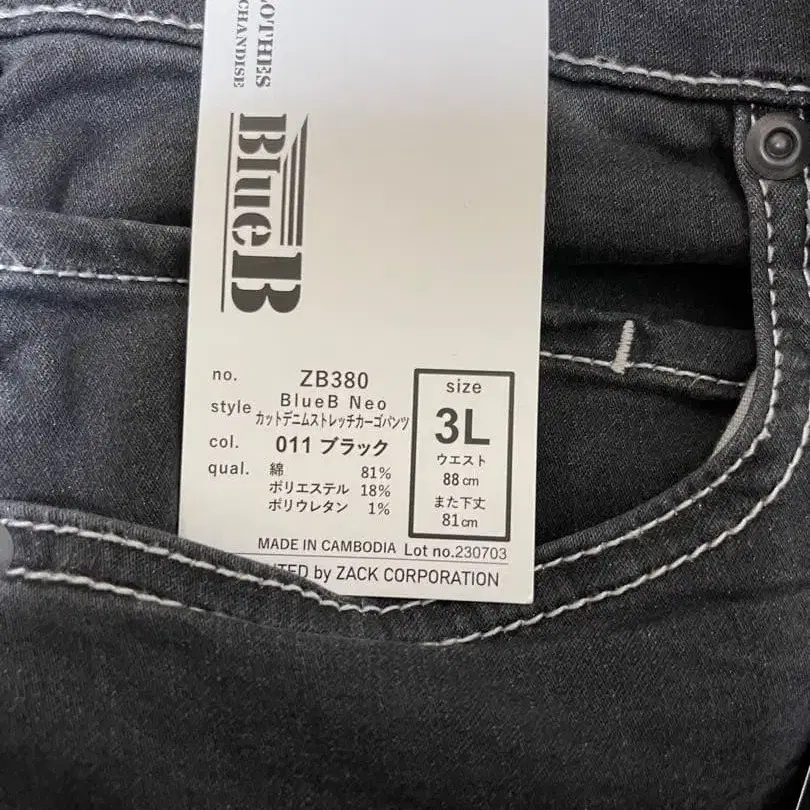 CHANDISE
BlueB
no. ZB380
style BlueB Neo
カットデニムストレッチカーゴパンツ
col. 011 ブラック
qual. 綿 81%
ポリエステル 18%
ポリウレタン 1%
size
3L
ウエスト
88cm
また下丈
81cm
MADE IN CAMBODIA Lot no.230703
by ZACK CORPORATION